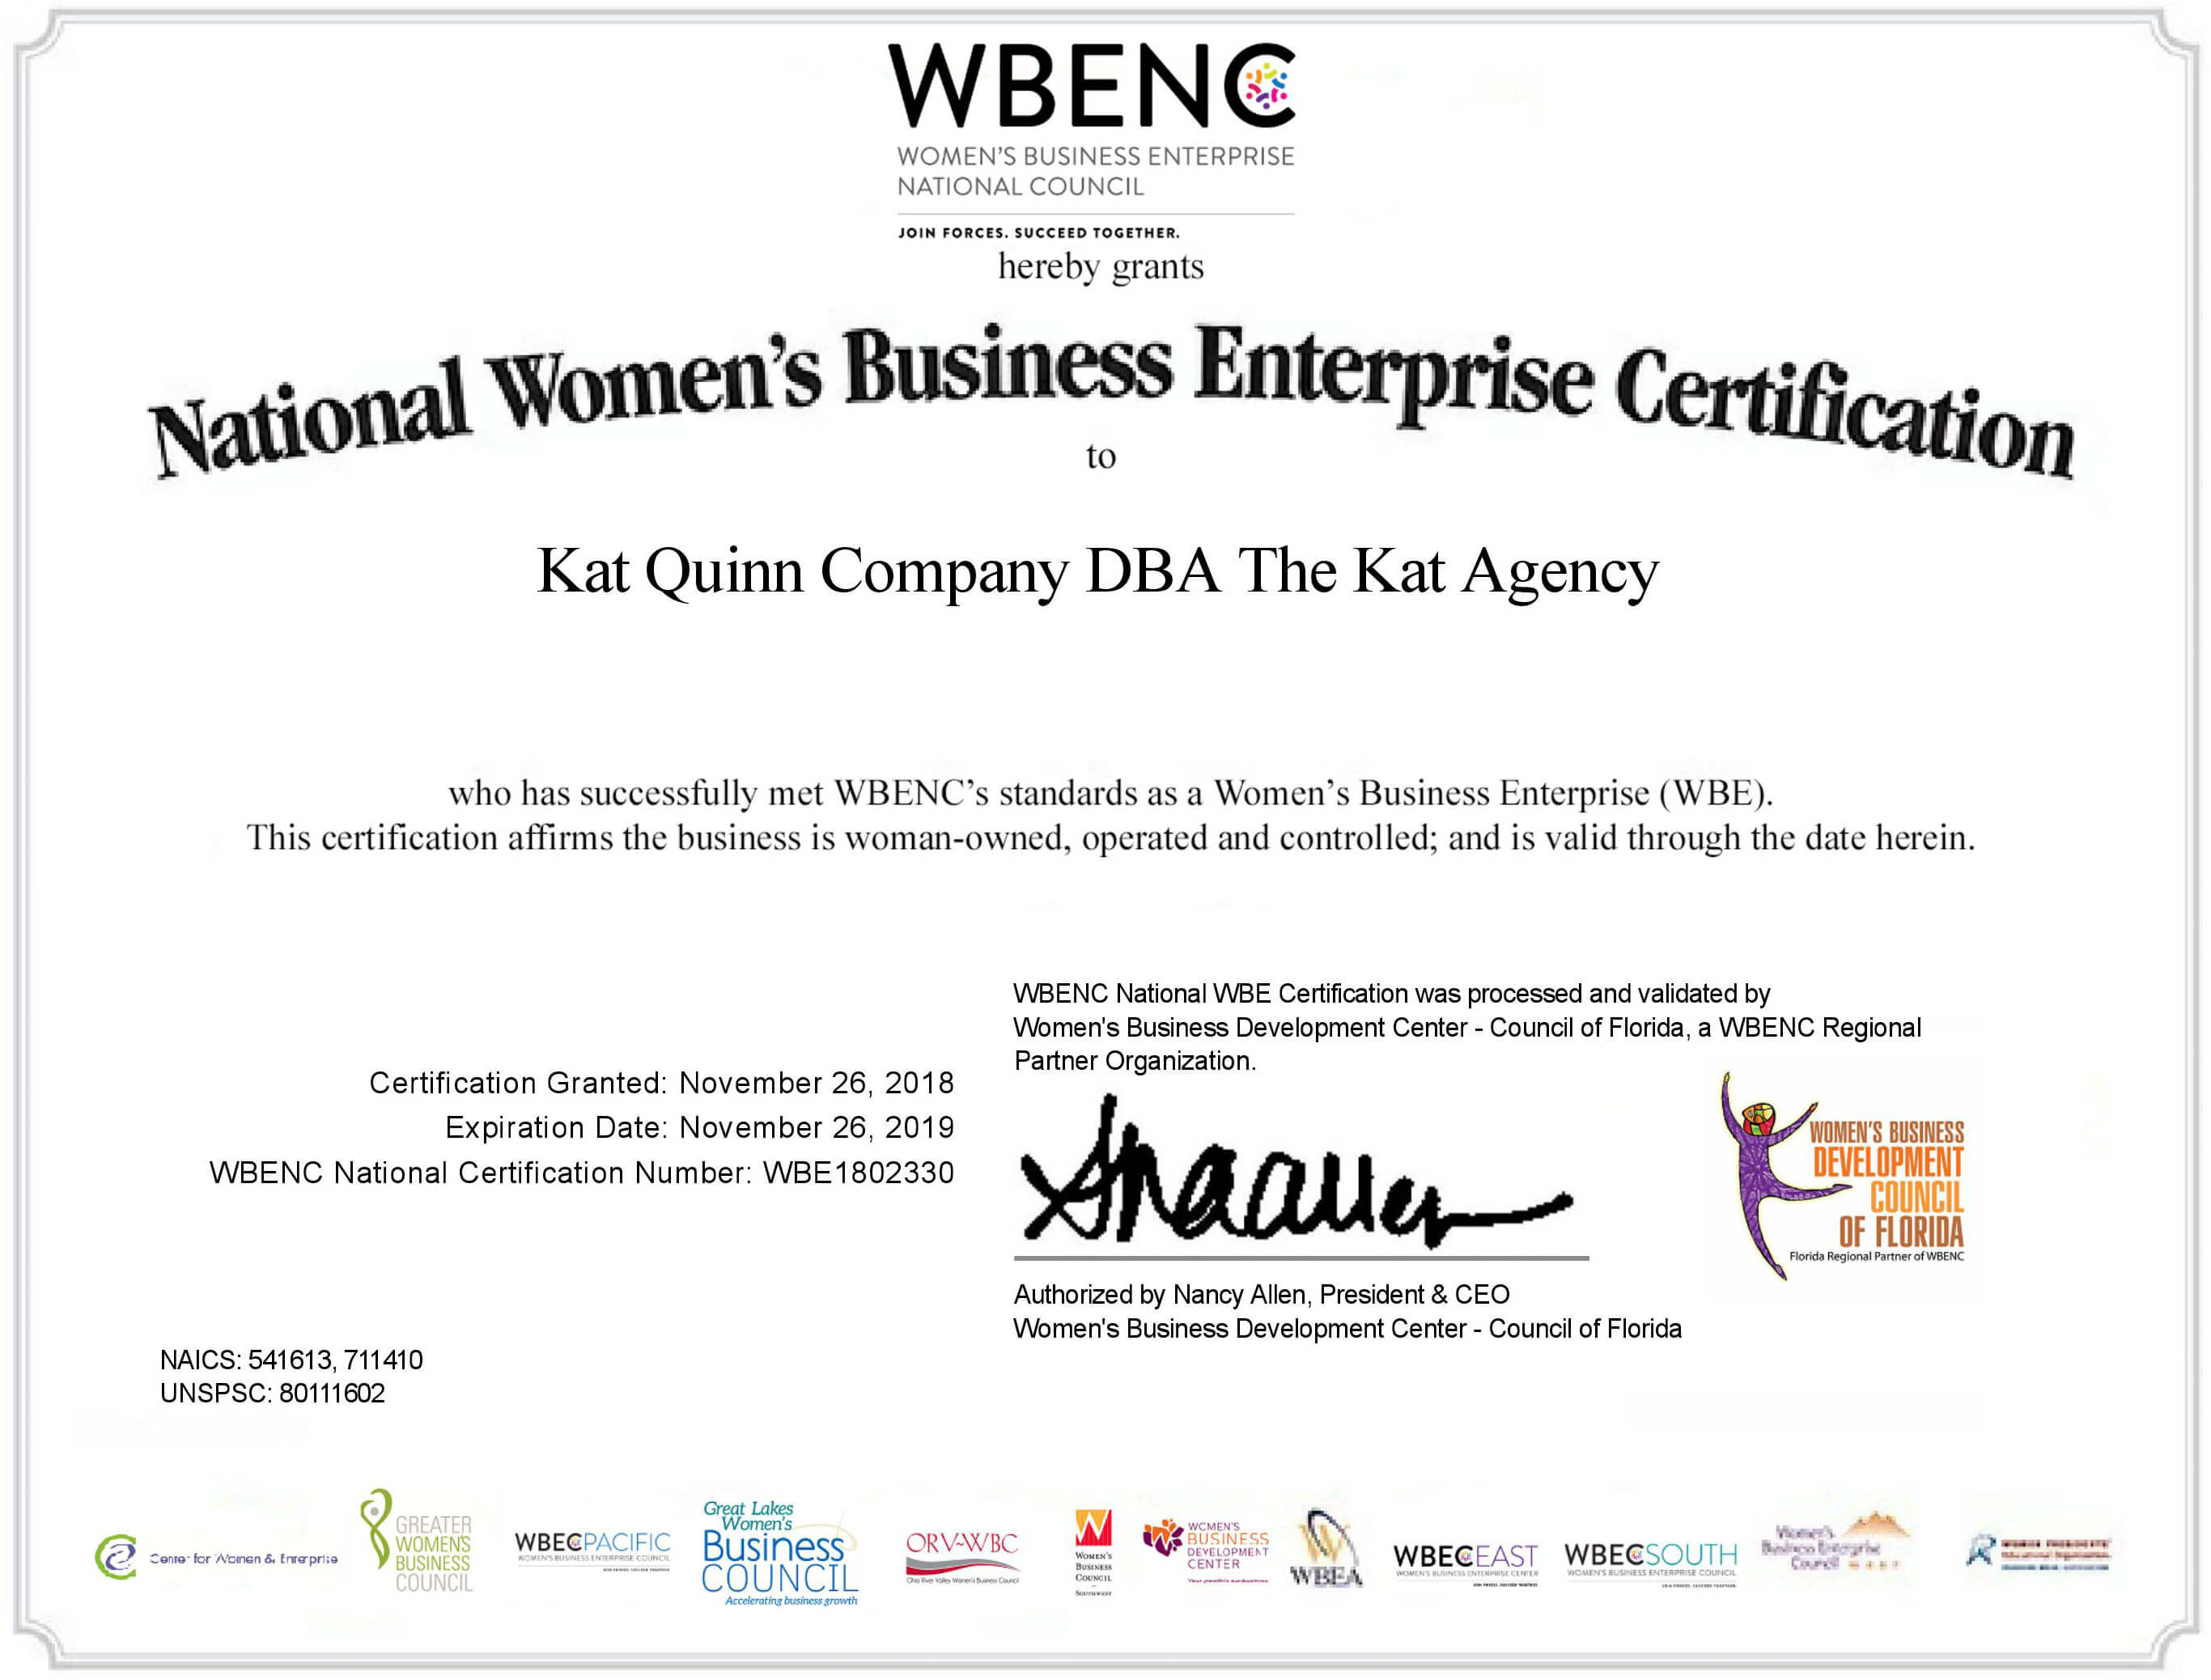 WBENC
WOMEN'S BUSINESS ENTERPRISE
NATIONAL COUNCIL
JOIN FORCES. SUCCEED TOGETHER.
hereby grants
National Women's Business Enterprise Certification
to
Kat Quinn Company DBA The Kat Agency
who has successfully met WBENC's standards as a Women's Business Enterprise (WBE).
This certification affirms the business is woman-owned, operated and controlled; and is valid through the date herein.
WBENC National WBE Certification was processed and validated by
Women's Business Development Center - Council of Florida, a WBENC Regional
Partner Organization.
Certification Granted: November 26, 2018
Expiration Date: November 26, 2019
WBENC National Certification Number: WBE1802330
WOMEN'S BUSINESS
DEVELOPMENT
COUNCIL
OF FLORIDA
Florida Regional Partner of WBENC
Authorized by Nancy Allen, President & CEO
Women's Business Development Center - Council of Florida
NAICS: 541613, 711410
UNSPSC: 80111602
Center for Women & Enterprise
GREATER
WOMEN'S
BUSINESS
COUNCIL
WBECPACIFIC
WOMEN'S BUSINESS ENTERPRISE COUNCIL
Great Lakes
Women's
Business
COUNCIL
Accelerating business growth
ORV~WBC
Ohio River Valley Women's Business Council
WOMEN'S
BUSINESS
COUNCIL
SOUTHWEST
WOMEN'S
BUSINESS
DEVELOPMENT
CENTER
WBEA
WBECEAST
WOMEN'S BUSINESS ENTERPRISE CENTER
WBECSOUTH
WOMEN'S BUSINESS ENTERPRISE COUNCIL
Women's
Business Enterprise
Council